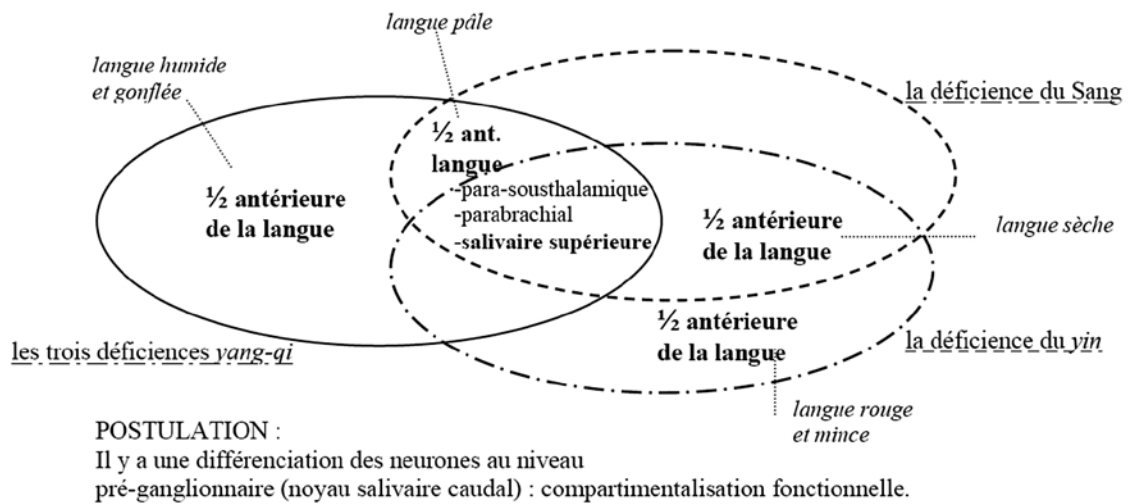 langue pâle
langue humide
et gonflée
la déficience du Sang
½ ant.
langue
-para-sousthalamique
-parabrachial
-salivaire supérieure
½ antérieure
de la langue
½ antérieure
de la langue
langue sèche
½ antérieure
de la langue
les trois déficiences yang-qi
la déficience du yin
langue rouge
et mince
POSTULATION :
Il y a une différenciation des neurones au niveau
pré-ganglionnaire (noyau salivaire caudal) : compartimentalisation fonctionnelle.